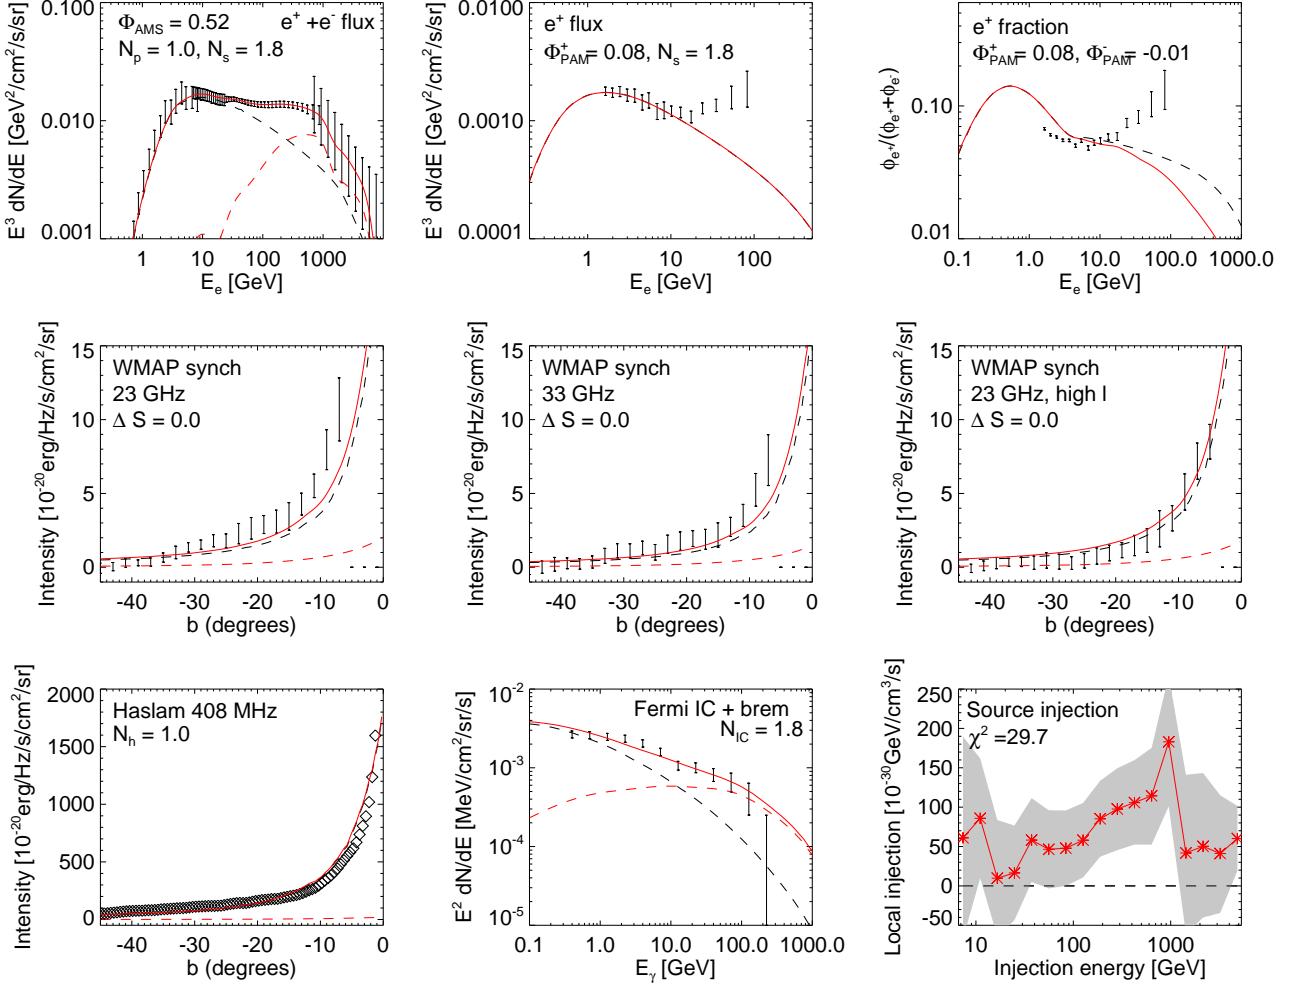 Φ_AMS = 0.52 e⁺ +e⁻ flux
N_p = 1.0, N_s = 1.8
E³ dN/dE [GeV²/cm²/s/sr]
0.100
0.010
0.001
1 10 100 1000
E_e [GeV]
e⁺ flux
Φ⁺_PAM= 0.08, N_s = 1.8
E³ dN/dE [GeV²/cm²/s/sr]
0.0100
0.0010
0.0001
1 10 100
E_e [GeV]
e⁺ fraction
Φ⁺_PAM= 0.08, Φ⁻_PAM= -0.01
ϕ_e⁺/(ϕ_e⁺+ϕ_e⁻)
0.10
0.01
0.1 1.0 10.0 100.0 1000.0
E_e [GeV]
WMAP synch
23 GHz
Δ S = 0.0
Intensity [10⁻²⁰erg/Hz/s/cm²/sr]
15
10
5
0
-40 -30 -20 -10 0
b (degrees)
WMAP synch
33 GHz
Δ S = 0.0
Intensity [10⁻²⁰erg/Hz/s/cm²/sr]
15
10
5
0
-40 -30 -20 -10 0
b (degrees)
WMAP synch
23 GHz, high l
Δ S = 0.0
Intensity [10⁻²⁰erg/Hz/s/cm²/sr]
15
10
5
0
-40 -30 -20 -10 0
b (degrees)
Haslam 408 MHz
N_h = 1.0
Intensity [10⁻²⁰erg/Hz/s/cm²/sr]
2000
1500
1000
500
0
-40 -30 -20 -10 0
b (degrees)
Fermi IC + brem
N_IC = 1.8
E² dN/dE [MeV/cm²/sr/s]
10⁻²
10⁻³
10⁻⁴
10⁻⁵
0.1 1.0 10.0 100.0 1000.0
E_γ [GeV]
Source injection
χ² =29.7
Local injection [10⁻³⁰GeV/cm³/s]
250
200
150
100
50
0
-50
10 100 1000
Injection energy [GeV]